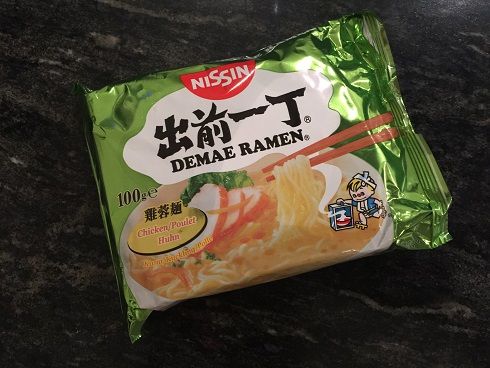 NISSIN
出前一丁®
DEMAE RAMEN®
100g e
雞蓉麵
Chicken/Poulet
Huhn